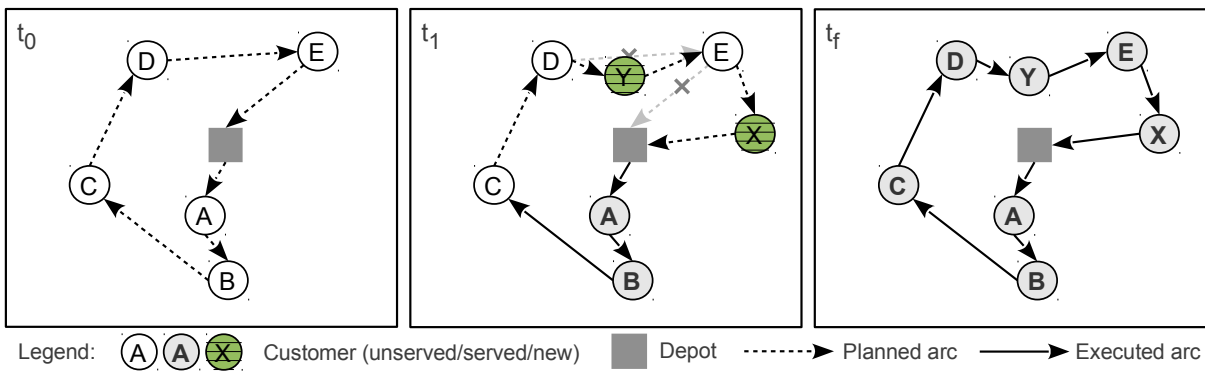 t0
D
E
C
A
B
t1
D
Y
E
X
C
A
B
tf
D
Y
E
X
C
A
B
Legend: A A X Customer (unserved/served/new) Depot Planned arc Executed arc